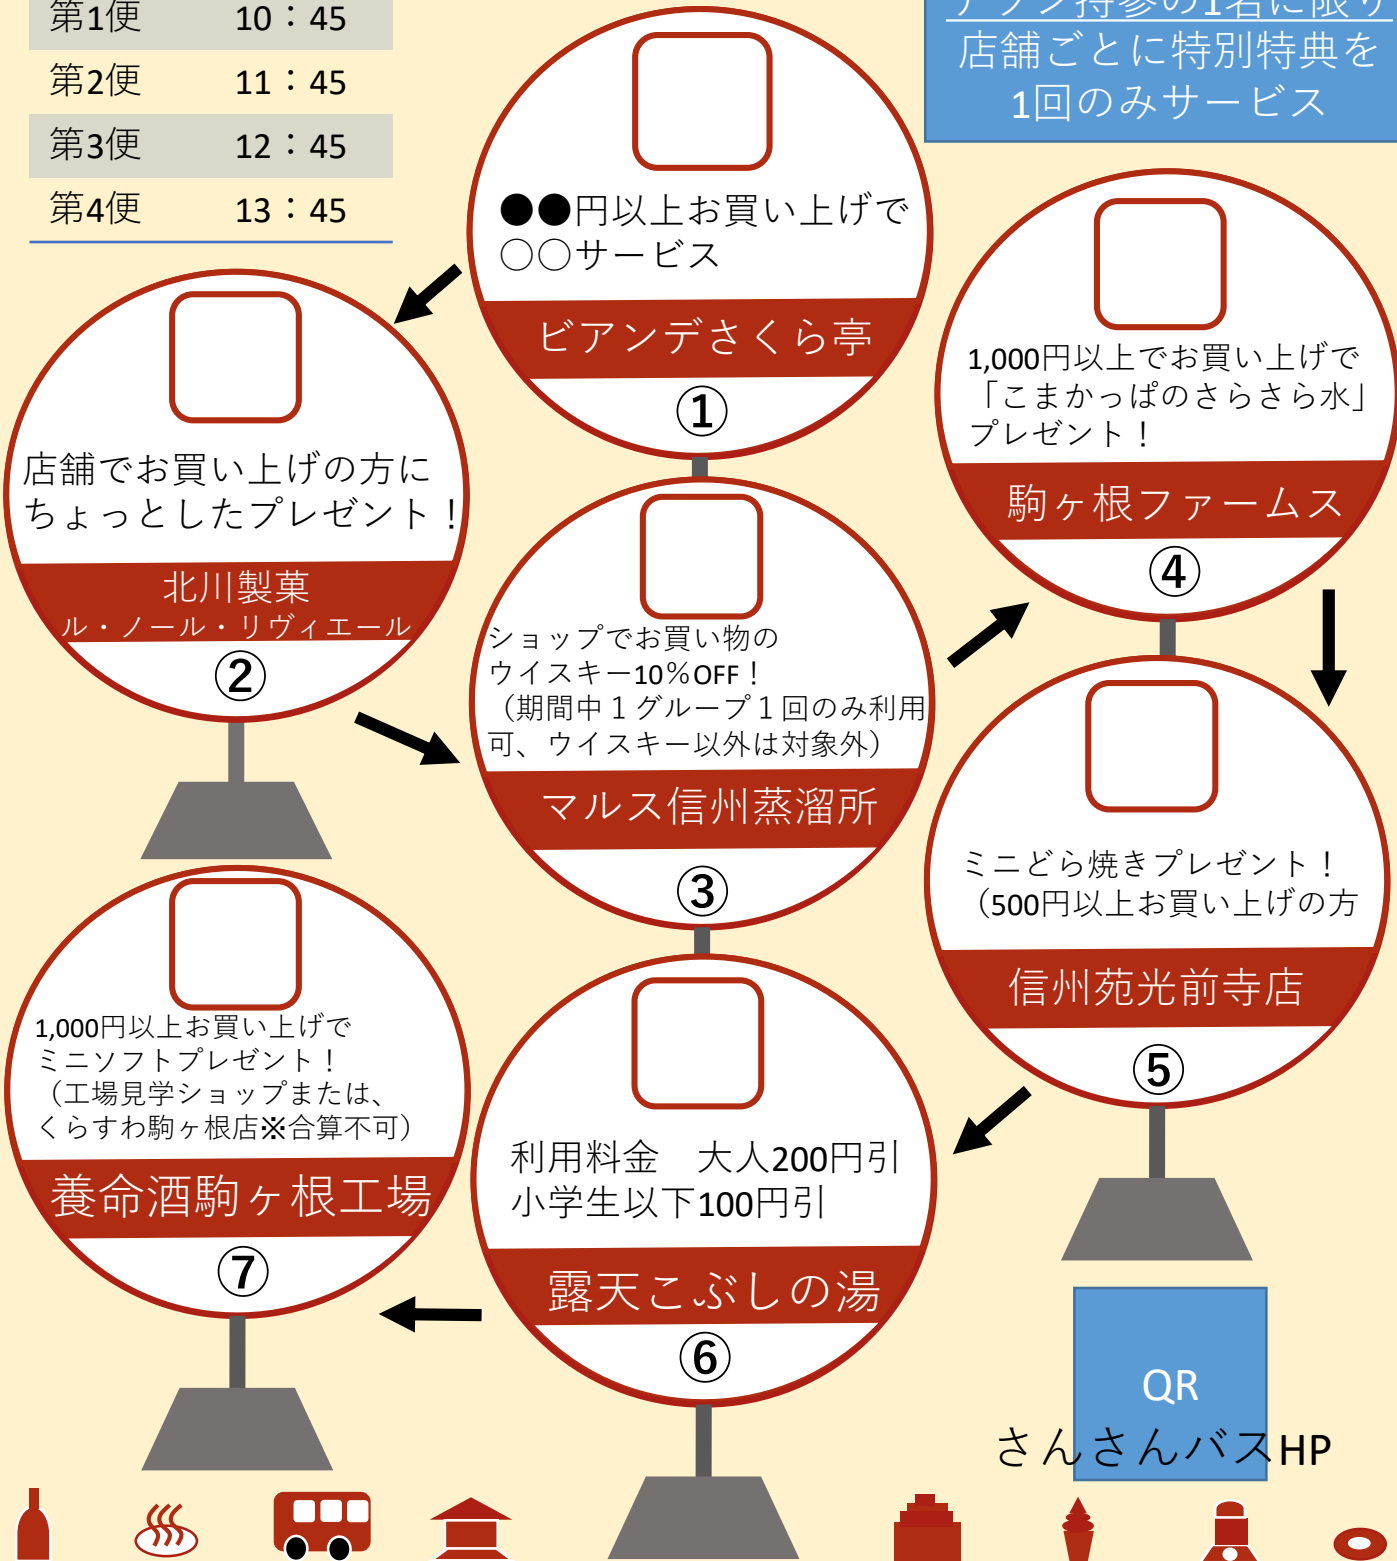 第1便　10：45
第2便　11：45
第3便　12：45
第4便　13：45
店舗ごとに特別特典を
1回のみサービス
●●円以上お買い上げで
○○サービス
ビアンデさくら亭
①
店舗でお買い上げの方に
ちょっとしたプレゼント！
北川製菓
ル・ノール・リヴィエール
②
ショップでお買い物の
ウイスキー10％OFF！
（期間中１グループ１回のみ利用
可、ウイスキー以外は対象外）
マルス信州蒸溜所
③
1,000円以上でお買い上げで
「こまかっぱのさらさら水」
プレゼント！
駒ヶ根ファームス
④
ミニどら焼きプレゼント！
（500円以上お買い上げの方
信州苑光前寺店
⑤
利用料金　大人200円引
小学生以下100円引
露天こぶしの湯
⑥
1,000円以上お買い上げで
ミニソフトプレゼント！
（工場見学ショップまたは、
くらすわ駒ヶ根店※合算不可）
養命酒駒ヶ根工場
⑦
QR
さんさんバスHP